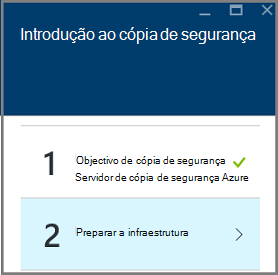 Introdução ao cópia de segurança
1
Objectivo de cópia de segurança
Servidor de cópia de segurança Azure
2
Preparar a infraestrutura